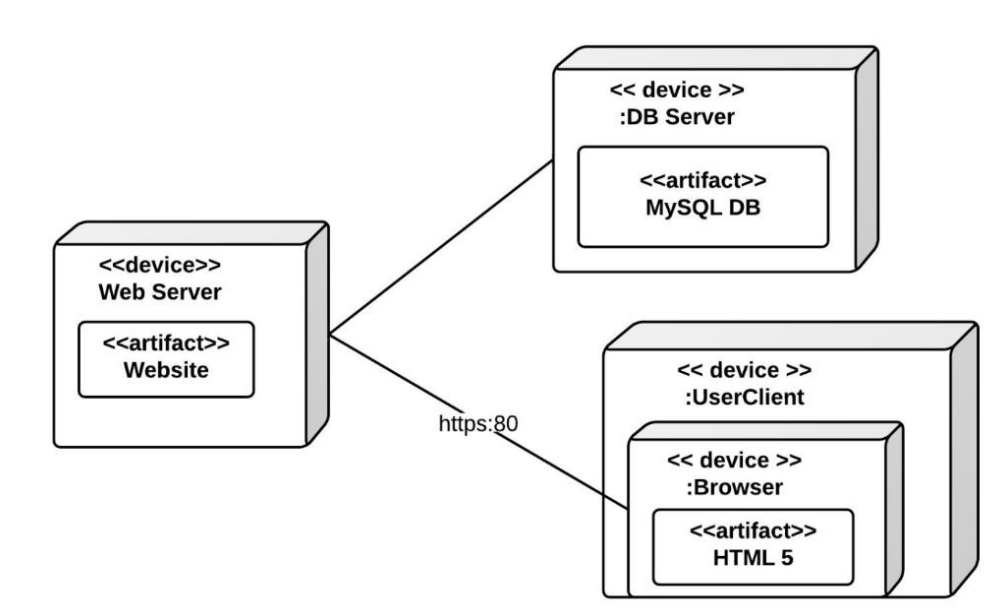 <<device>>
Web Server
<<artifact>>
Website
<< device >>
:DB Server
<<artifact>>
MySQL DB
https:80
<< device >>
:UserClient
<< device >>
:Browser
<<artifact>>
HTML 5